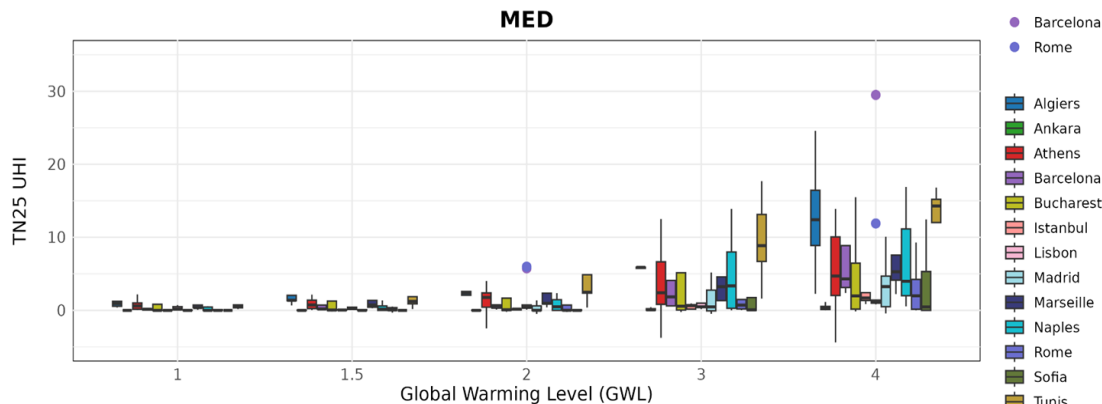 MED
TN25 UHI
30
20
10
0
1
1.5
2
3
4
Global Warming Level (GWL)
Barcelona
Rome
Algiers
Ankara
Athens
Barcelona
Bucharest
Istanbul
Lisbon
Madrid
Marseille
Naples
Rome
Sofia
Tunis